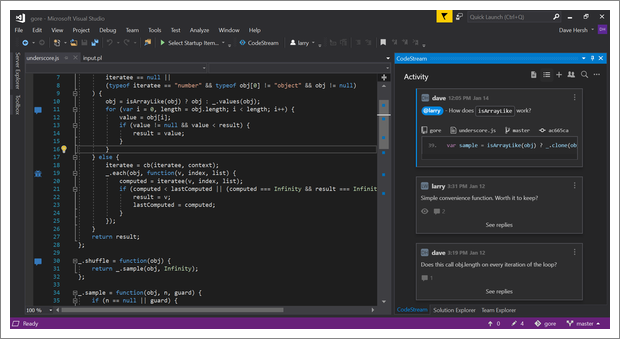 gore - Microsoft Visual Studio
Quick Launch (Ctrl+Q)
File Edit View Project Debug Team Tools Test Analyze Window Help
Dave Hersh DH
Select Startup Item...
CodeStream
larry
Server Explorer
Toolbox
underscore.js
input.pl
7 iteratee == null ||
8 (typeof iteratee == "number" && typeof obj[0] != "object" && obj != null)
9 ) {
10 obj = isArrayLike(obj) ? obj : _.values(obj);
11 for (var i = 0, length = obj.length; i < length; i++) {
12 value = obj[i];
13 if (value != null && value < result) {
14 result = value;
15 }
16 }
17 } else {
18 iteratee = cb(iteratee, context);
19 _.each(obj, function(v, index, list) {
20 computed = iteratee(v, index, list);
21 if (computed < lastComputed || (computed === Infinity && result === Infinit
22 result = v;
23 lastComputed = computed;
24 }
25 });
26 }
27 return result;
28 };
29
30 _.shuffle = function(obj) {
31 return _.sample(obj, Infinity);
32 };
33
34 _.sample = function(obj, n, guard) {
35 if (n == null || guard) {
100 %
CodeStream
Activity
dave 12:05 PM Jan 14
@larry - How does isArrayLike work?
gore underscore.js master ac665ca
39. var sample = isArrayLike(obj) ? _.clone(ob
larry 3:31 PM Jan 12
Simple convenience function. Worth it to keep?
2
See replies
dave 3:19 PM Jan 12
Does this call obj.length on every iteration of the loop?
1
See replies
CodeStream Solution Explorer Team Explorer
Ready
0 4 gore master